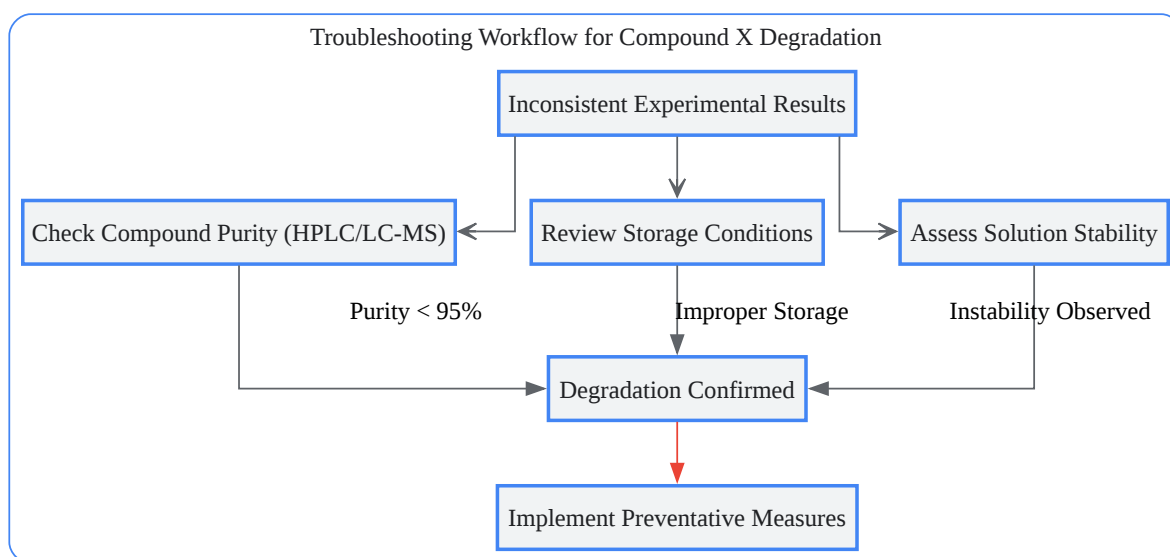 Troubleshooting Workflow for Compound X Degradation
Inconsistent Experimental Results
Check Compound Purity (HPLC/LC-MS)
Review Storage Conditions
Assess Solution Stability
Purity < 95%
Improper Storage
Instability Observed
Degradation Confirmed
Implement Preventative Measures